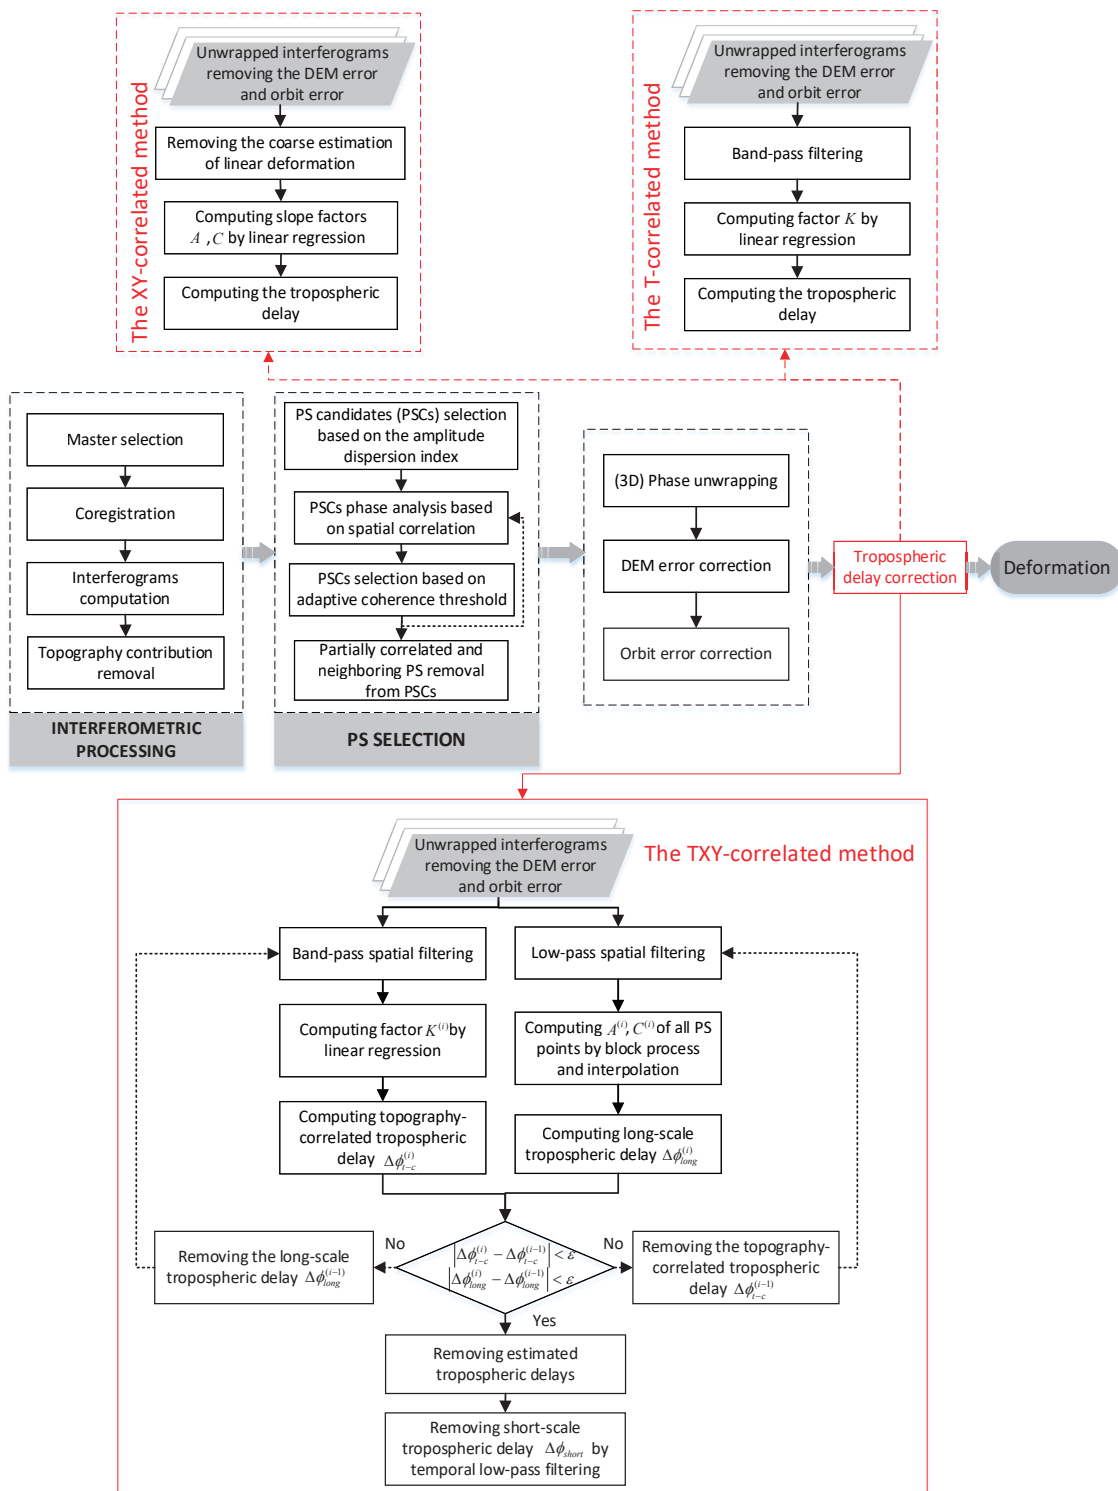 The XY-correlated method
Unwrapped interferograms
removing the DEM error
and orbit error
Removing the coarse estimation
of linear deformation
Computing slope factors
A , C by linear regression
Computing the tropospheric
delay
The T-correlated method
Unwrapped interferograms
removing the DEM error
and orbit error
Band-pass filtering
Computing factor K by
linear regression
Computing the tropospheric
delay
Master selection
Coregistration
Interferograms
computation
Topography contribution
removal
INTERFEROMETRIC
PROCESSING
PS candidates (PSCs) selection
based on the amplitude
dispersion index
PSCs phase analysis based
on spatial correlation
PSCs selection based on
adaptive coherence threshold
Partially correlated and
neighboring PS removal
from PSCs
PS SELECTION
(3D) Phase unwrapping
DEM error correction
Orbit error correction
Tropospheric
delay correction
Deformation
The TXY-correlated method
Unwrapped interferograms
removing the DEM error
and orbit error
Band-pass spatial filtering
Computing factor K^{(i)} by
linear regression
Computing topography-
correlated tropospheric
delay Δϕ_{t-c}^{(i)}
Low-pass spatial filtering
Computing A^{(i)}, C^{(i)} of all PS
points by block process
and interpolation
Computing long-scale
tropospheric delay Δϕ_{long}^{(i)}
|Δϕ_{t-c}^{(i)} − Δϕ_{t-c}^{(i-1)}| < ε
|Δϕ_{long}^{(i)} − Δϕ_{long}^{(i-1)}| < ε
No
Removing the long-scale
tropospheric delay Δϕ_{long}^{(i-1)}
No
Removing the topography-
correlated tropospheric
delay Δϕ_{t-c}^{(i-1)}
Yes
Removing estimated
tropospheric delays
Removing short-scale
tropospheric delay Δϕ_{short} by
temporal low-pass filtering